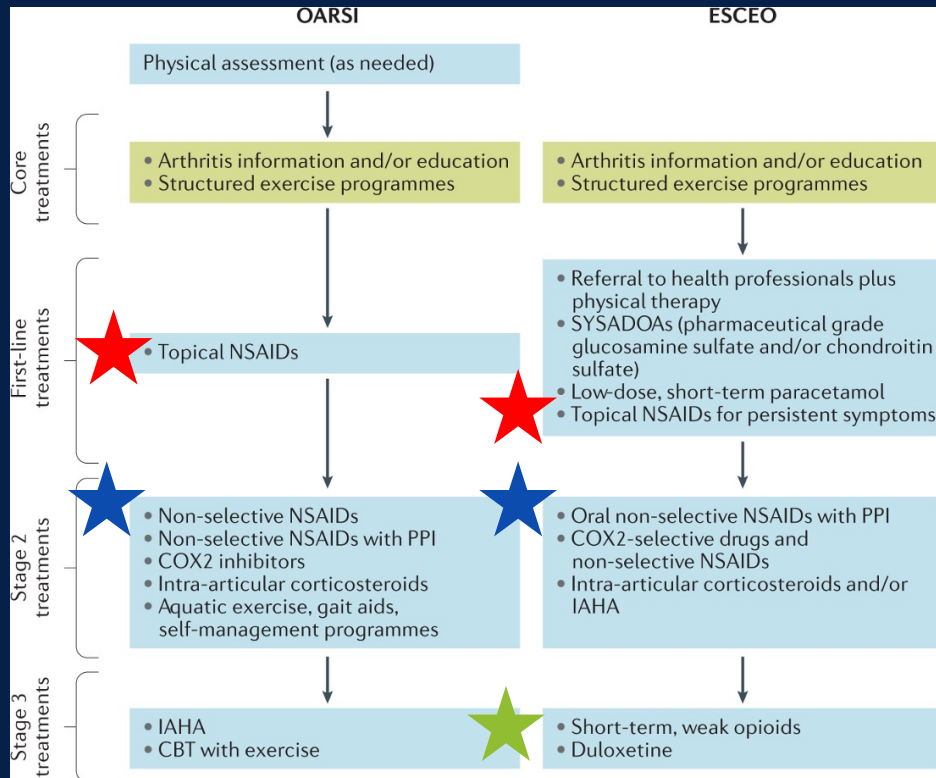 OARSI
ESCEO
Physical assessment (as needed)
Core
treatments
• Arthritis information and/or education
• Structured exercise programmes
• Arthritis information and/or education
• Structured exercise programmes
First-line
treatments
• Topical NSAIDs
• Referral to health professionals plus
physical therapy
• SYSADOAs (pharmaceutical grade
glucosamine sulfate and/or chondroitin
sulfate)
• Low-dose, short-term paracetamol
• Topical NSAIDs for persistent symptoms
Stage 2
treatments
• Non-selective NSAIDs
• Non-selective NSAIDs with PPI
• COX2 inhibitors
• Intra-articular corticosteroids
• Aquatic exercise, gait aids,
self-management programmes
• Oral non-selective NSAIDs with PPI
• COX2-selective drugs and
non-selective NSAIDs
• Intra-articular corticosteroids and/or
IAHA
Stage 3
treatments
• IAHA
• CBT with exercise
• Short-term, weak opioids
• Duloxetine